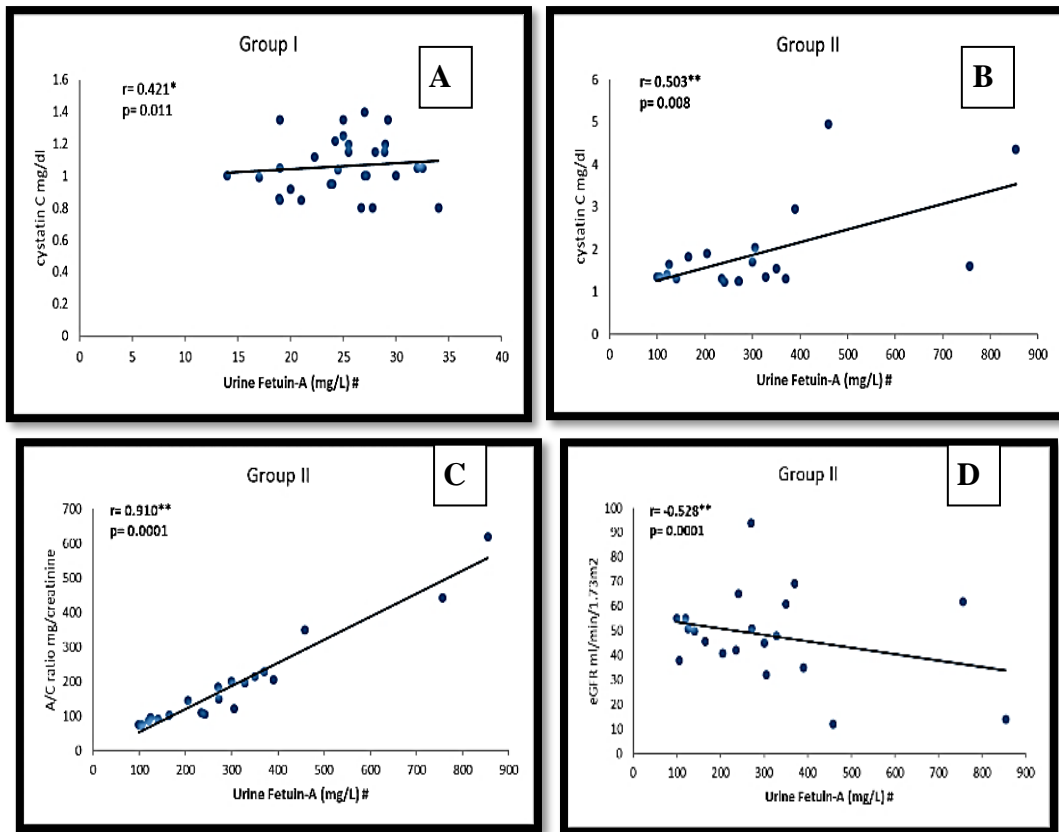 Group I
A
r= 0.421*
p= 0.011
cystatin C mg/dl
1.6
1.4
1.2
1
0.8
0.6
0.4
0.2
0
0 5 10 15 20 25 30 35 40
Urine Fetuin-A (mg/L) #
Group II
B
r= 0.503**
p= 0.008
cystatin C mg/dl
6
5
4
3
2
1
0
0 100 200 300 400 500 600 700 800 900
Urine Fetuin-A (mg/L) #
Group II
C
r= 0.910**
p= 0.0001
A/C ratio mg/creatinine
700
600
500
400
300
200
100
0
0 100 200 300 400 500 600 700 800 900
Urine Fetuin-A (mg/L) #
Group II
D
r= -0.528**
p= 0.0001
eGFR ml/min/1.73m2
100
90
80
70
60
50
40
30
20
10
0
0 100 200 300 400 500 600 700 800 900
Urine Fetuin-A (mg/L) #